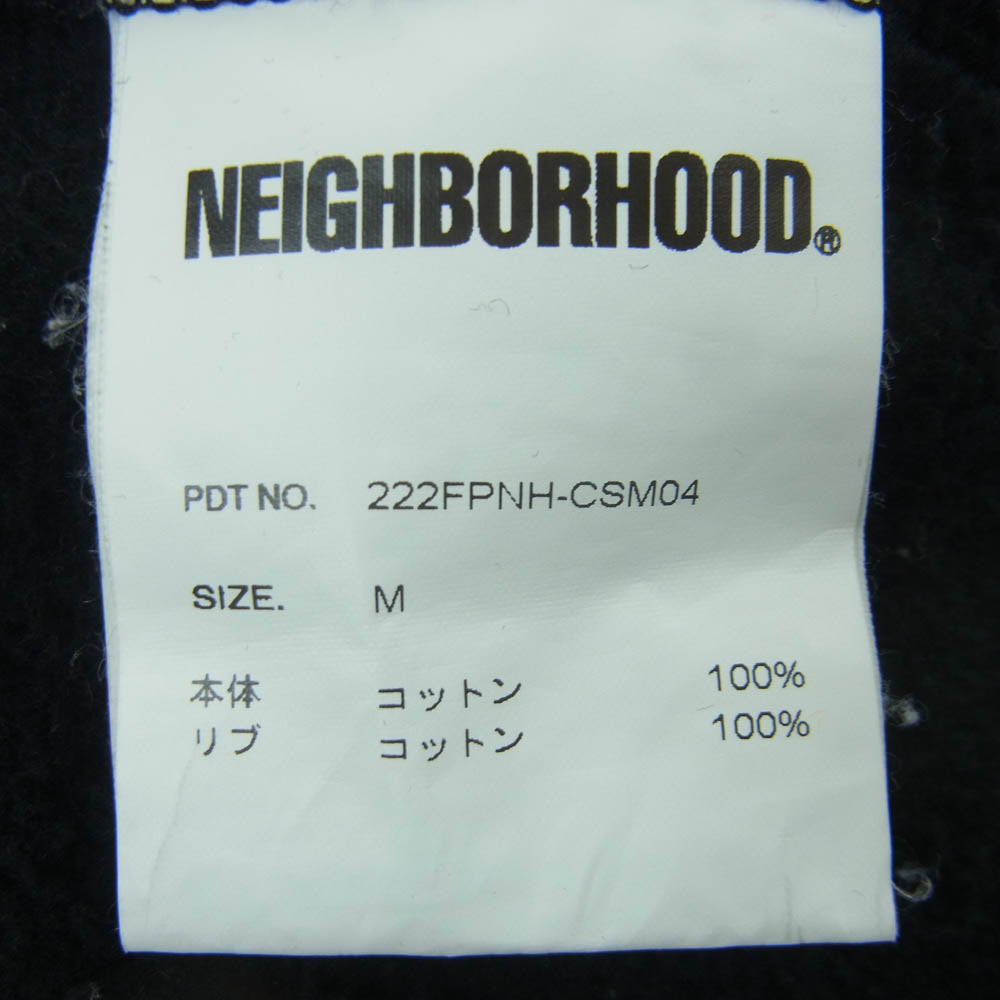 NEIGHBORHOOD®
PDT NO. 222FPNH-CSM04
SIZE. M
本体 コットン 100%
リブ コットン 100%